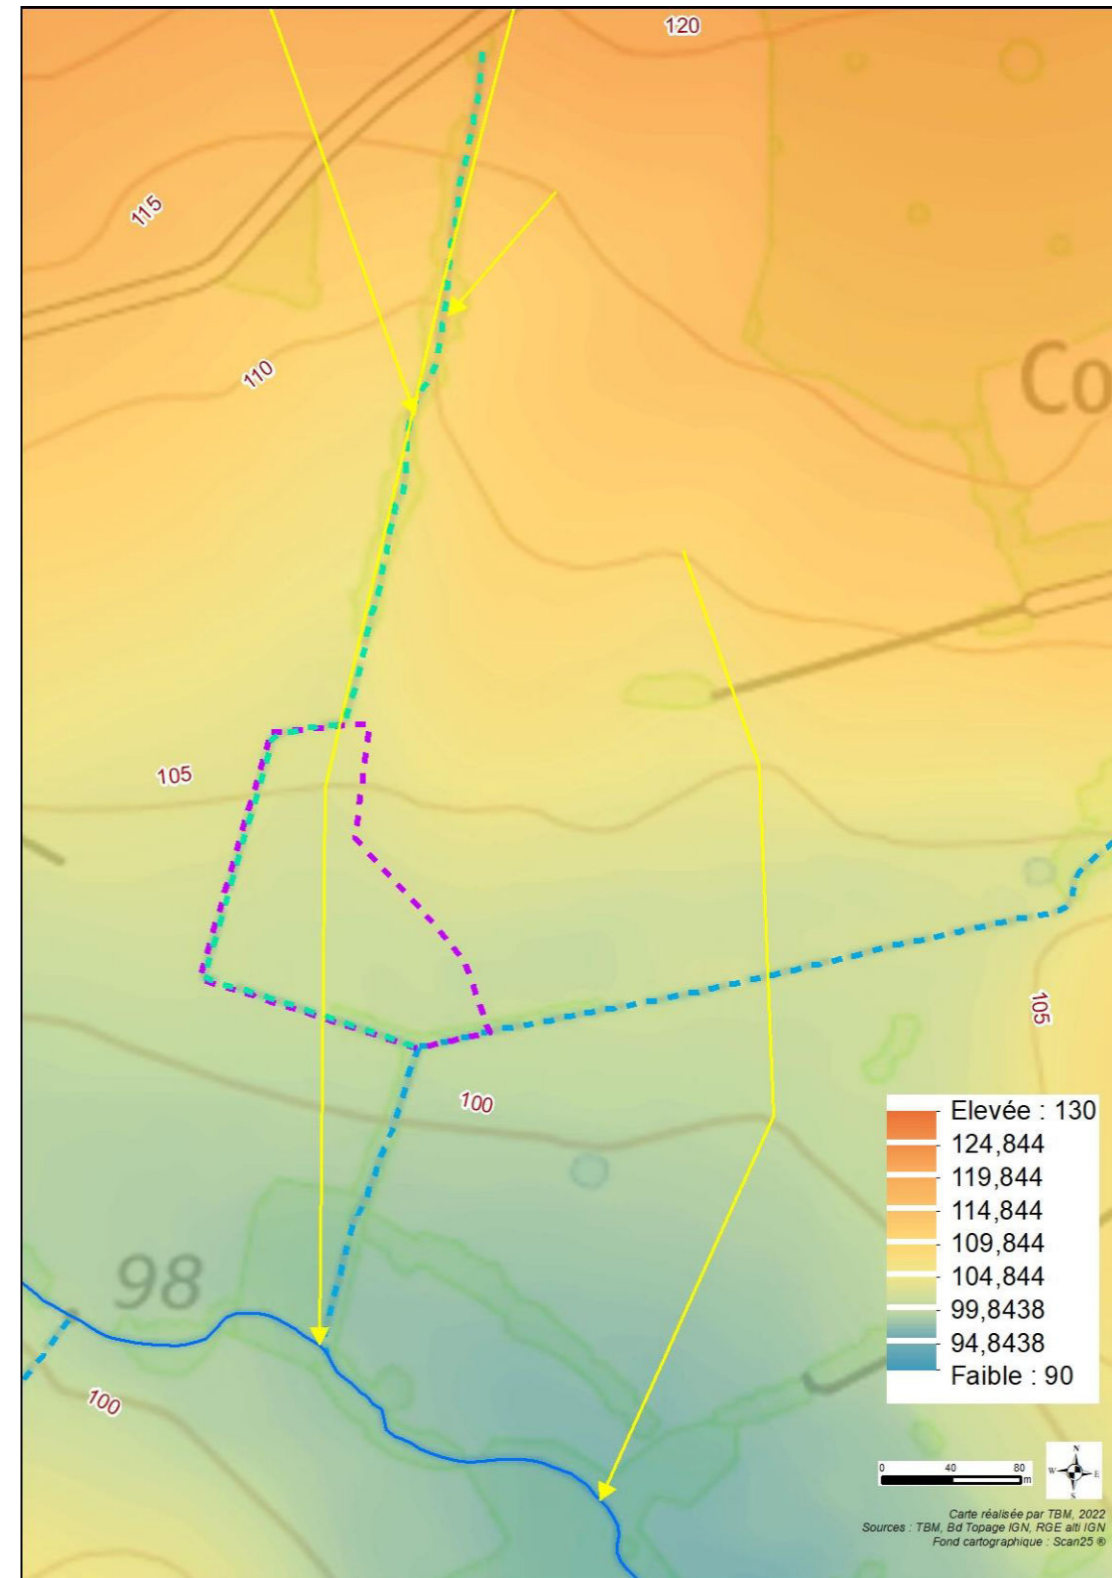 120
115
Co
110
105
105
100
98
100
Elevée : 130
124,844
119,844
114,844
109,844
104,844
99,8438
94,8438
Faible : 90
0 40 80
m
N
W E
S
Carte réalisée par TBM, 2022
Sources : TBM, Bd Topage IGN, RGE alti IGN
Fond cartographique : Scan25 ®